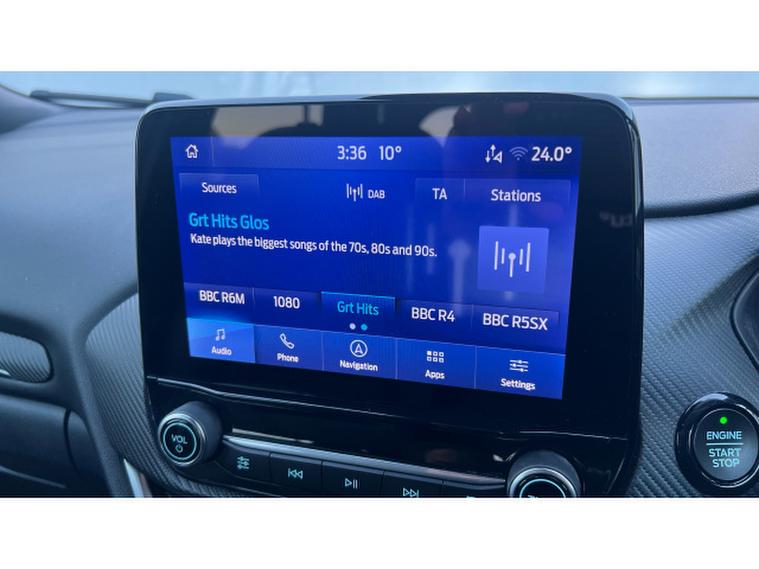 3:36 10° 24.0°
Sources DAB TA Stations
Grt Hits Glos
Kate plays the biggest songs of the 70s, 80s and 90s.
BBC R6M 1080 Grt Hits BBC R4 BBC R5SX
Audio Phone Navigation Apps Settings
VOL
ENGINE
START
STOP